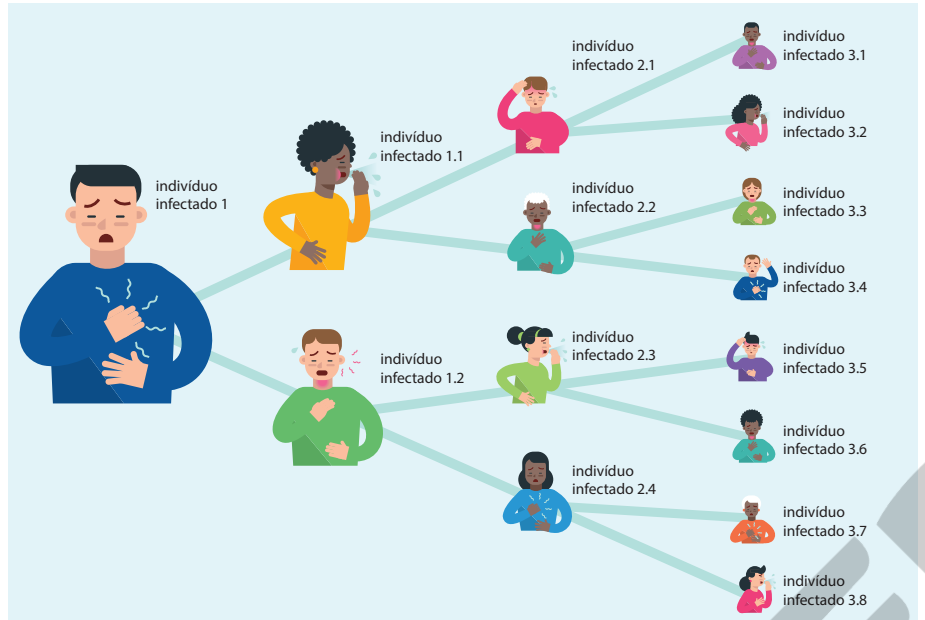 indivíduo
infectado 1
indivíduo
infectado 1.1
indivíduo
infectado 1.2
indivíduo
infectado 2.1
indivíduo
infectado 2.2
indivíduo
infectado 2.3
indivíduo
infectado 2.4
indivíduo
infectado 3.1
indivíduo
infectado 3.2
indivíduo
infectado 3.3
indivíduo
infectado 3.4
indivíduo
infectado 3.5
indivíduo
infectado 3.6
indivíduo
infectado 3.7
indivíduo
infectado 3.8